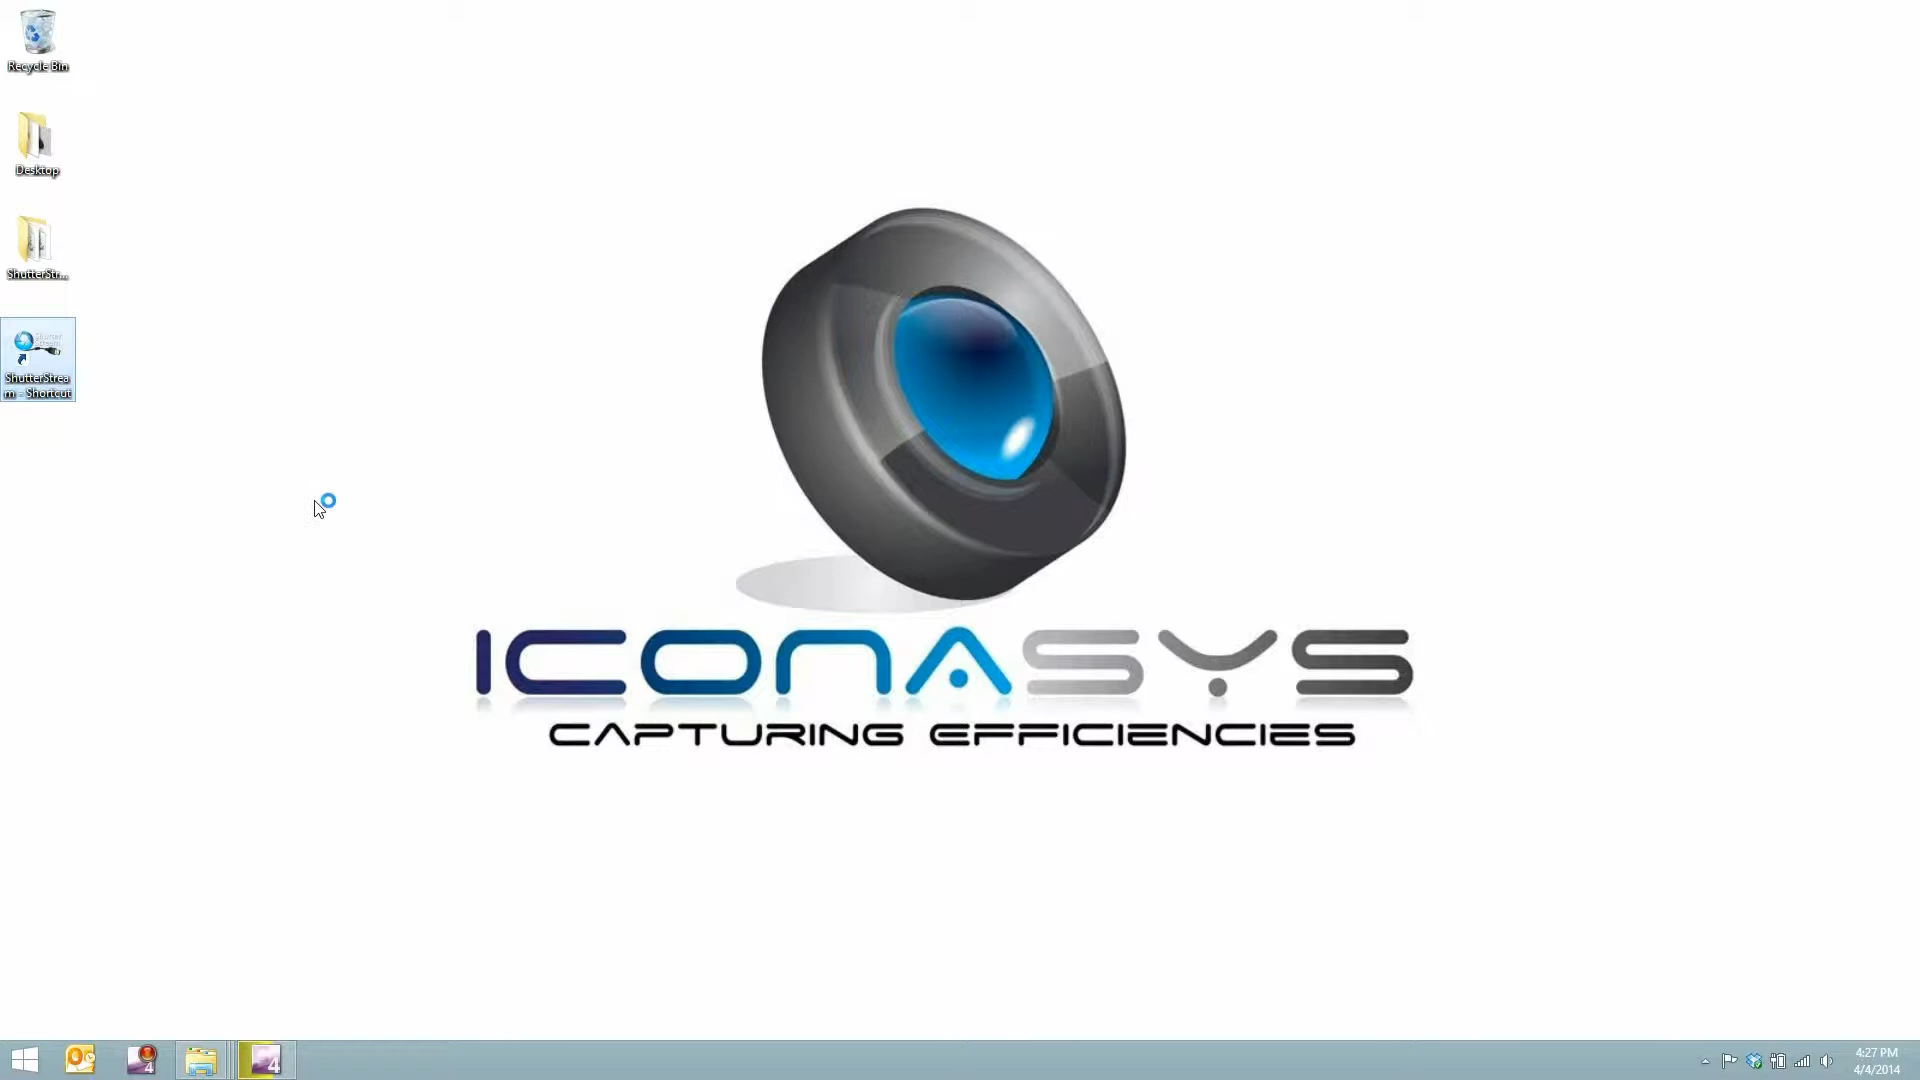 Recycle Bin
Desktop
ShutterStr...
ShutterStrea
m - Shortcut
ICONASYS
CAPTURING EFFICIENCIES
4:27 PM
4/4/2014